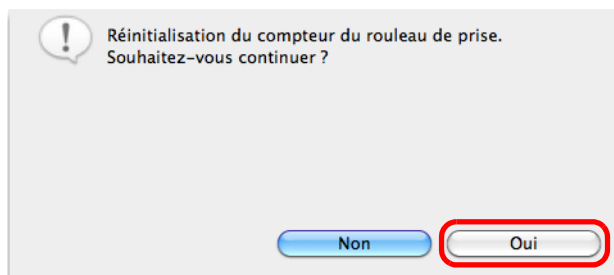 Réinitialisation du compteur du rouleau de prise.
Souhaitez-vous continuer ?
Non Oui